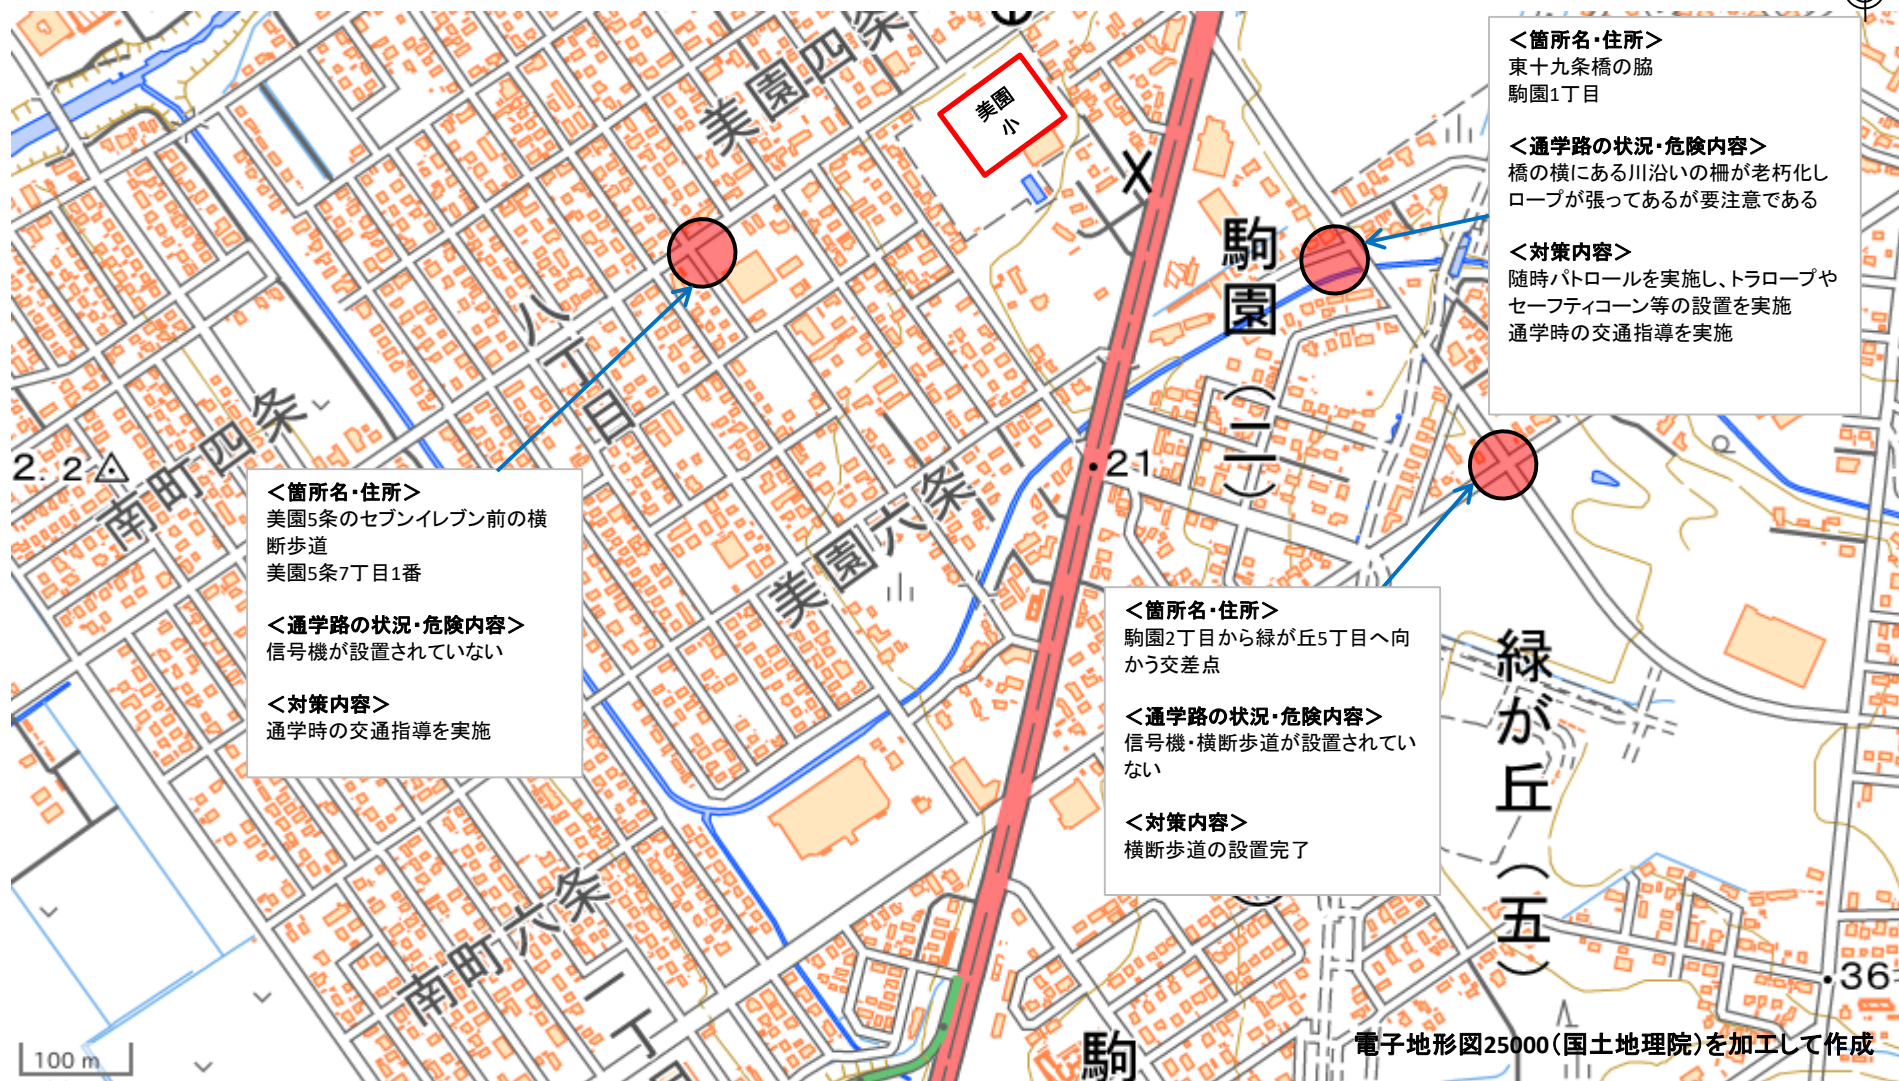 美園四条
美園
小
駒園(二)
八丁目
南町四条
2.2
21
美園六条
緑が丘(五)
南町六条
一丁目
駒
36
100 m
<箇所名・住所>
美園5条のセブンイレブン前の横
断歩道
美園5条7丁目1番
<通学路の状況・危険内容>
信号機が設置されていない
<対策内容>
通学時の交通指導を実施
<箇所名・住所>
東十九条橋の脇
駒園1丁目
<通学路の状況・危険内容>
橋の横にある川沿いの柵が老朽化し
ロープが張ってあるが要注意である
<対策内容>
随時パトロールを実施し、トラロープや
セーフティコーン等の設置を実施
通学時の交通指導を実施
<箇所名・住所>
駒園2丁目から緑が丘5丁目へ向
かう交差点
<通学路の状況・危険内容>
信号機・横断歩道が設置されてい
ない
<対策内容>
横断歩道の設置完了
電子地形図25000(国土地理院)を加工して作成